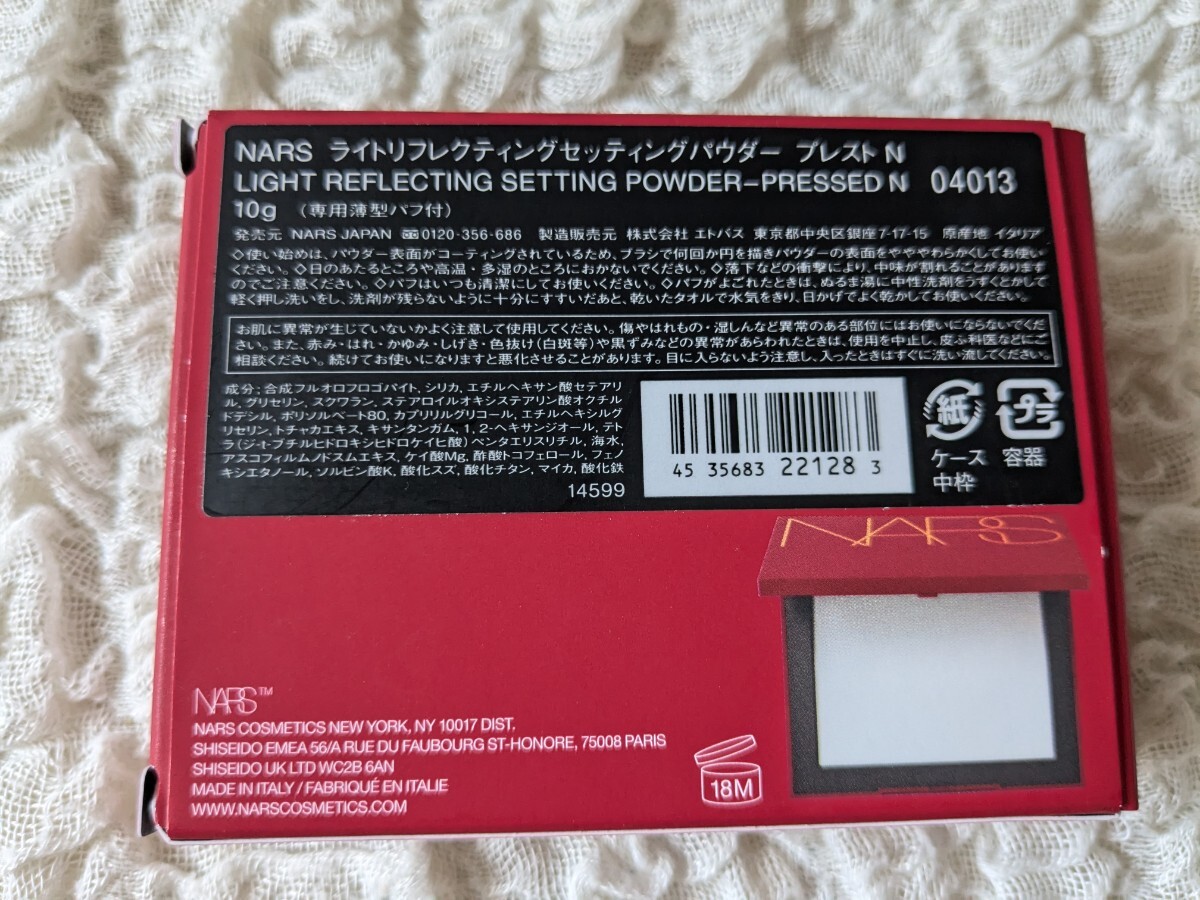 NARS ライトリフレクティングセッティングパウダー プレスト N
LIGHT REFLECTING SETTING POWDER-PRESSED N 04013
10g (専用薄型パフ付)
発売元 NARS JAPAN 0120-356-686 製造販売元 株式会社 エトバス 東京都中央区銀座7-17-15 原産地 イタリア
◇使い始めは、パウダー表面がコーティングされているため、ブラシで何回か円を描きパウダーの表面をやややわらかくしてお使い
ください。◇日のあたるところや高温・多湿のところにおかないでください。◇落下などの衝撃により、中味が割れることがあります
のでご注意ください。◇パフはいつも清潔にしてお使いください。◇パフがよごれたときは、ぬるま湯に中性洗剤をうすくとかして
軽く押し洗いをし、洗剤が残らないように十分にすすいだあと、乾いたタオルで水気をきり、日かげでよく乾かしてお使いください。
お肌に異常が生じていないかよく注意して使用してください。傷やはれもの・湿しんなど異常のある部位にはお使いにならないでくだ
さい。また、赤み・はれ・かゆみ・しげき・色抜け(白斑等)や黒ずみなどの異常があらわれたときは、使用を中止し、皮ふ科医などにご
相談ください。続けてお使いになりますと悪化させることがあります。目に入らないよう注意し、入ったときはすぐに洗い流してください。
成分:合成フルオロフロゴパイト、シリカ、エチルヘキサン酸セテアリ
ル、グリセリン、スクワラン、ステアロイルオキシステアリン酸オクチル
ドデシル、ポリソルベート80、カプリリルグリコール、エチルヘキシルグ
リセリン、トチャカエキス、キサンタンガム、1,2-ヘキサンジオール、テト
ラ(ジ-t-ブチルヒドロキシヒドロケイヒ酸)ペンタエリスリチル、海水、
アスコフィルムノドスムエキス、ケイ酸Mg、酢酸トコフェロール、フェノ
キシエタノール、ソルビン酸K、酸化スズ、酸化チタン、マイカ、酸化鉄
14599
45 35683 22128 3
紙
ケース
中枠
プラ
容器
NARS
NARS™
NARS COSMETICS NEW YORK, NY 10017 DIST.
SHISEIDO EMEA 56/A RUE DU FAUBOURG ST-HONORE, 75008 PARIS
SHISEIDO UK LTD WC2B 6AN
MADE IN ITALY / FABRIQUÉ EN ITALIE
WWW.NARSCOSMETICS.COM
18M